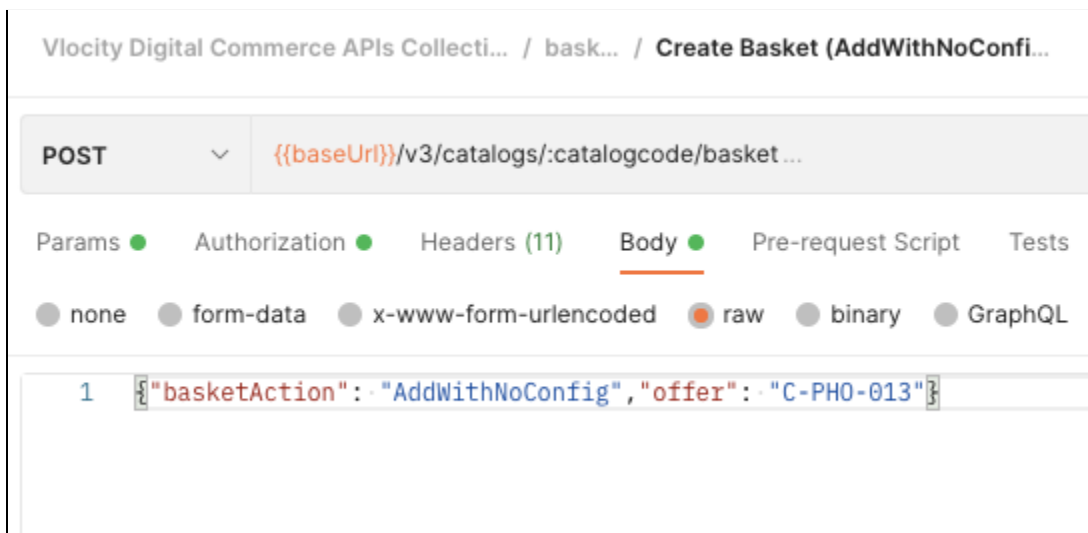 Vlocity Digital Commerce APIs Collecti... / bask... / Create Basket (AddWithNoConfi...
POST {{baseUrl}}/v3/catalogs/:catalogcode/basket ...
Params Authorization Headers (11) Body Pre-request Script Tests
none form-data x-www-form-urlencoded raw binary GraphQL
1 {"basketAction": "AddWithNoConfig","offer": "C-PHO-013"}